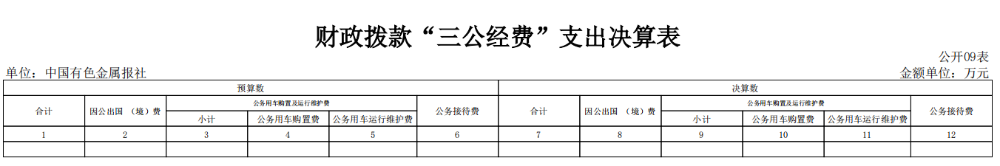 财政拨款“三公经费”支出决算表
公开09表
单位：中国有色金属报社 金额单位：万元
预算数 决算数
合计 因公出国 （境）费 公务用车购置及运行维护费 公务接待费 合计 因公出国 （境）费 公务用车购置及运行维护费 公务接待费
小计 公务用车购置费 公务用车运行维护费 小计 公务用车购置费 公务用车运行维护费
1 2 3 4 5 6 7 8 9 10 11 12